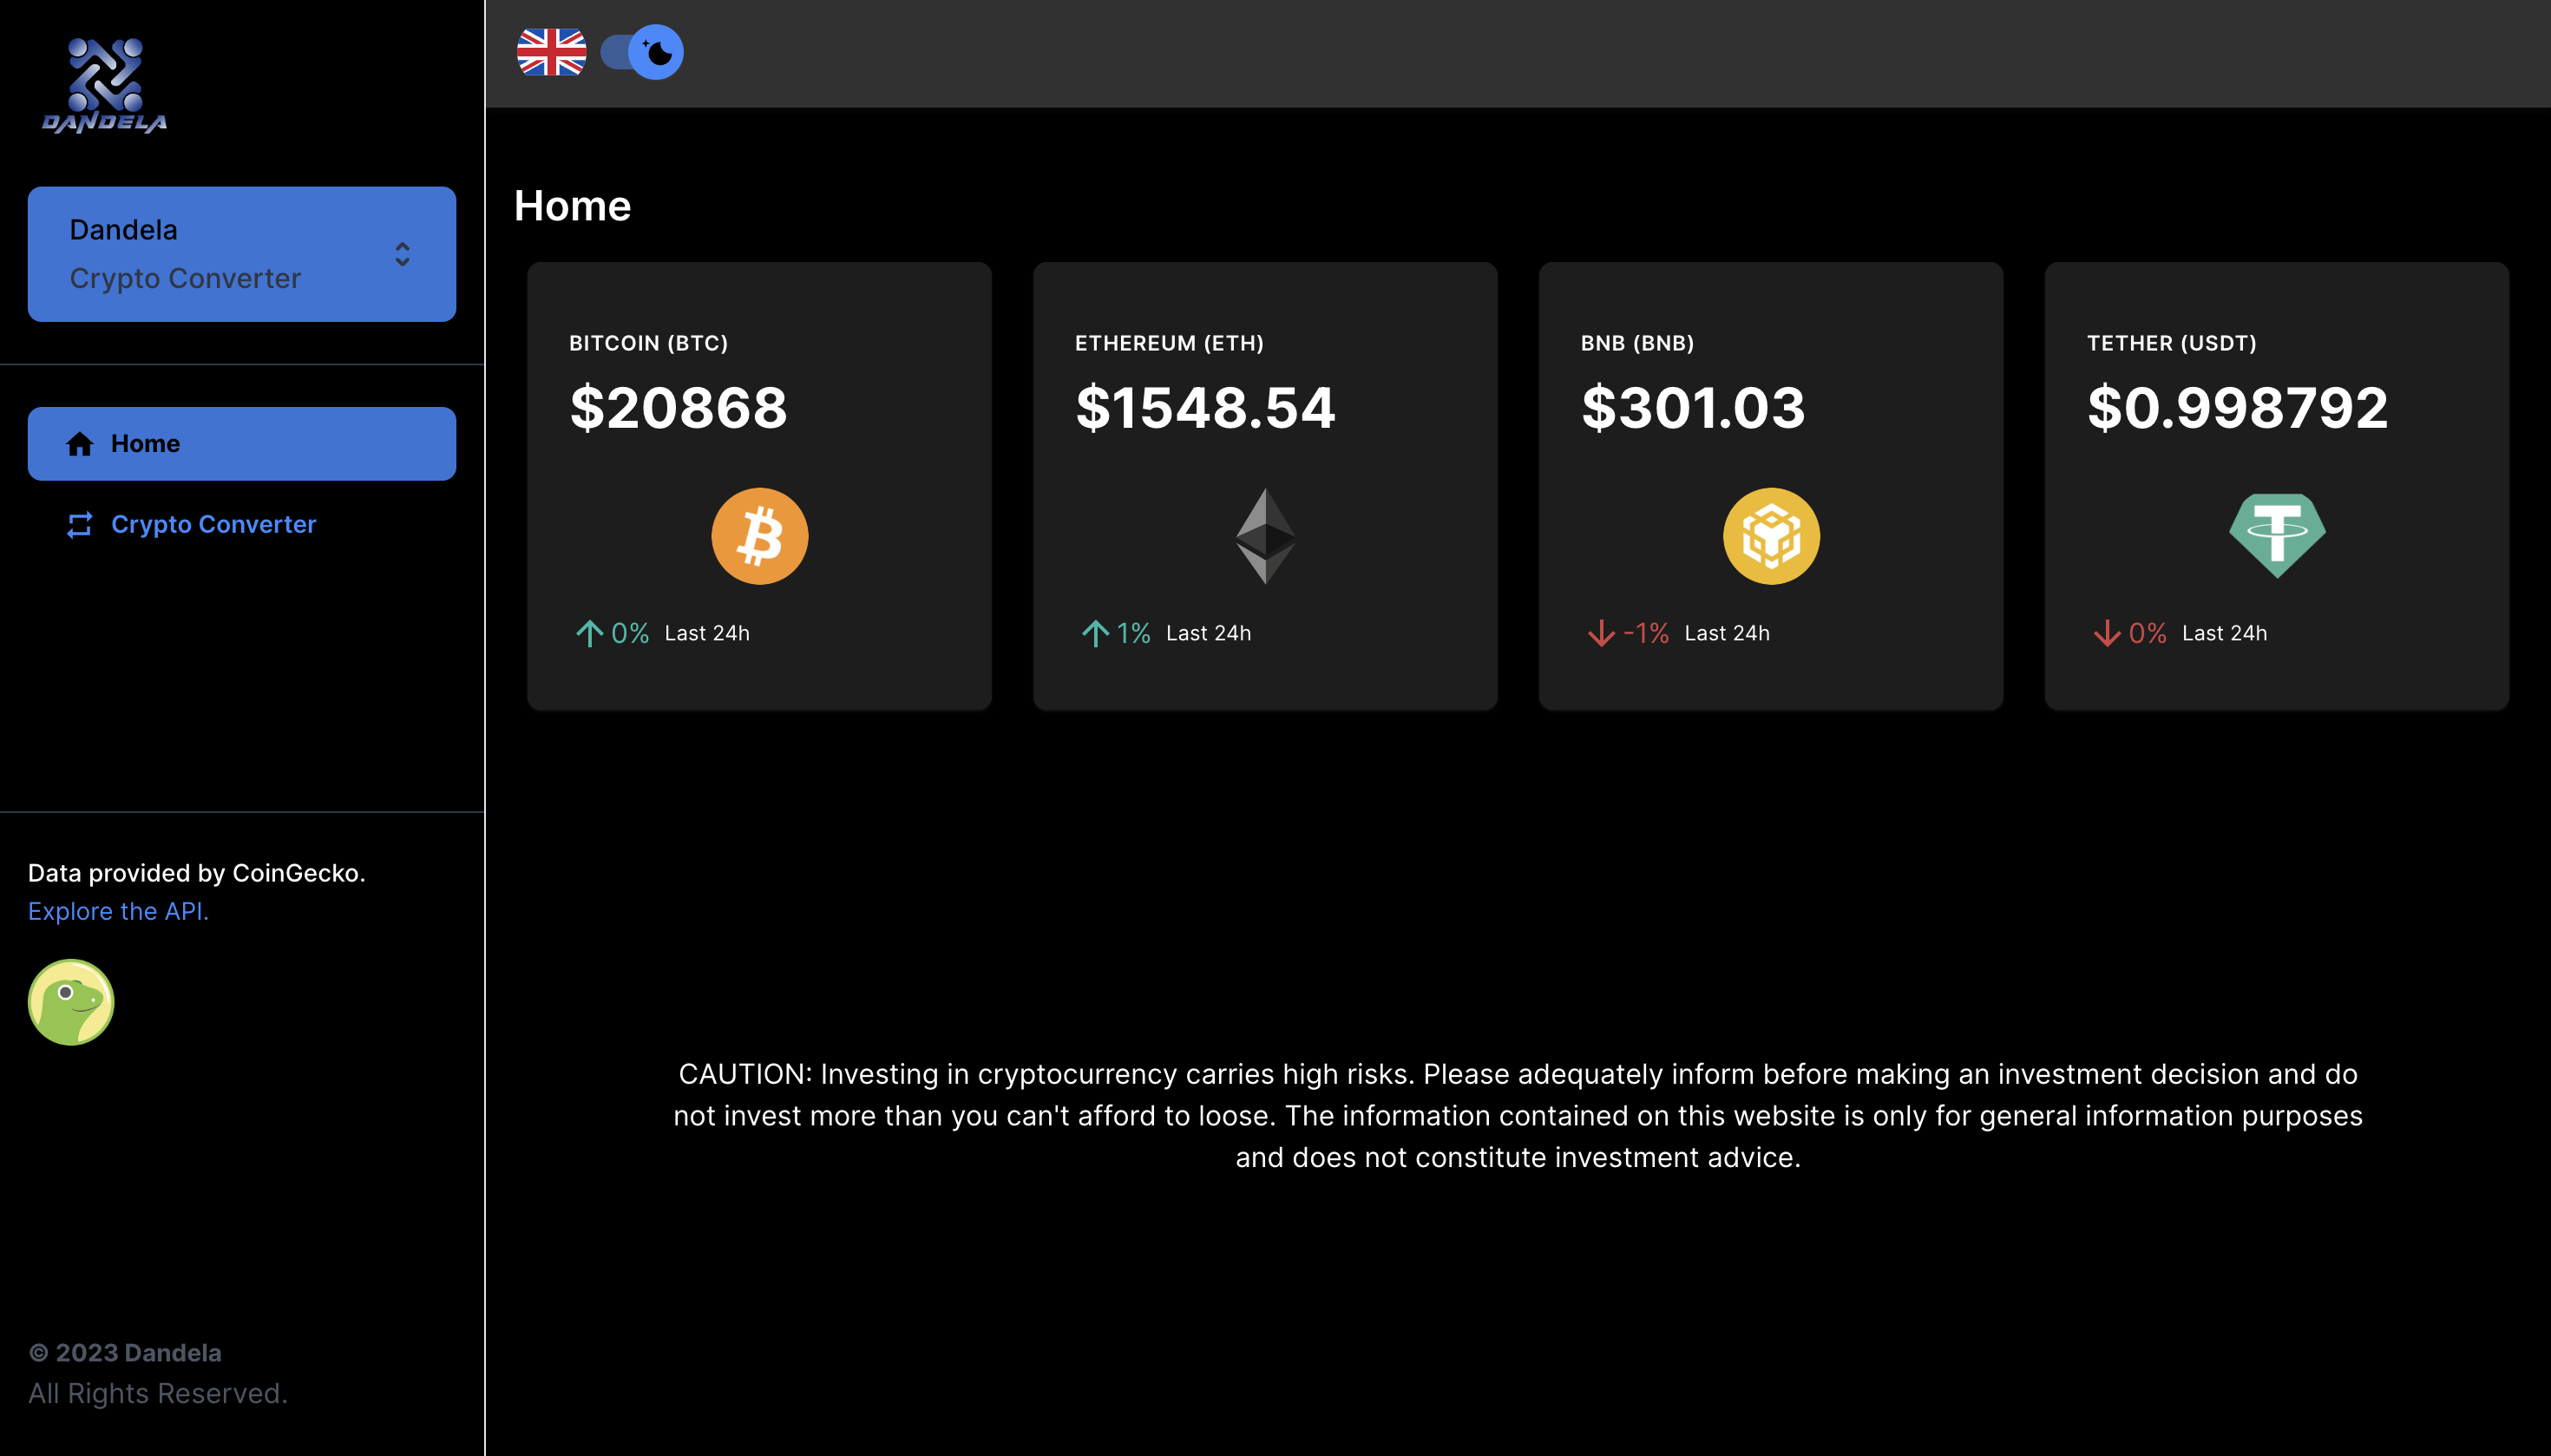 DANDELA
Dandela
Crypto Converter
Home
Crypto Converter
Data provided by CoinGecko.
Explore the API.
© 2023 Dandela
All Rights Reserved.
Home
BITCOIN (BTC)
$20868
0% Last 24h
ETHEREUM (ETH)
$1548.54
1% Last 24h
BNB (BNB)
$301.03
-1% Last 24h
TETHER (USDT)
$0.998792
0% Last 24h
CAUTION: Investing in cryptocurrency carries high risks. Please adequately inform before making an investment decision and do
not invest more than you can't afford to loose. The information contained on this website is only for general information purposes
and does not constitute investment advice.